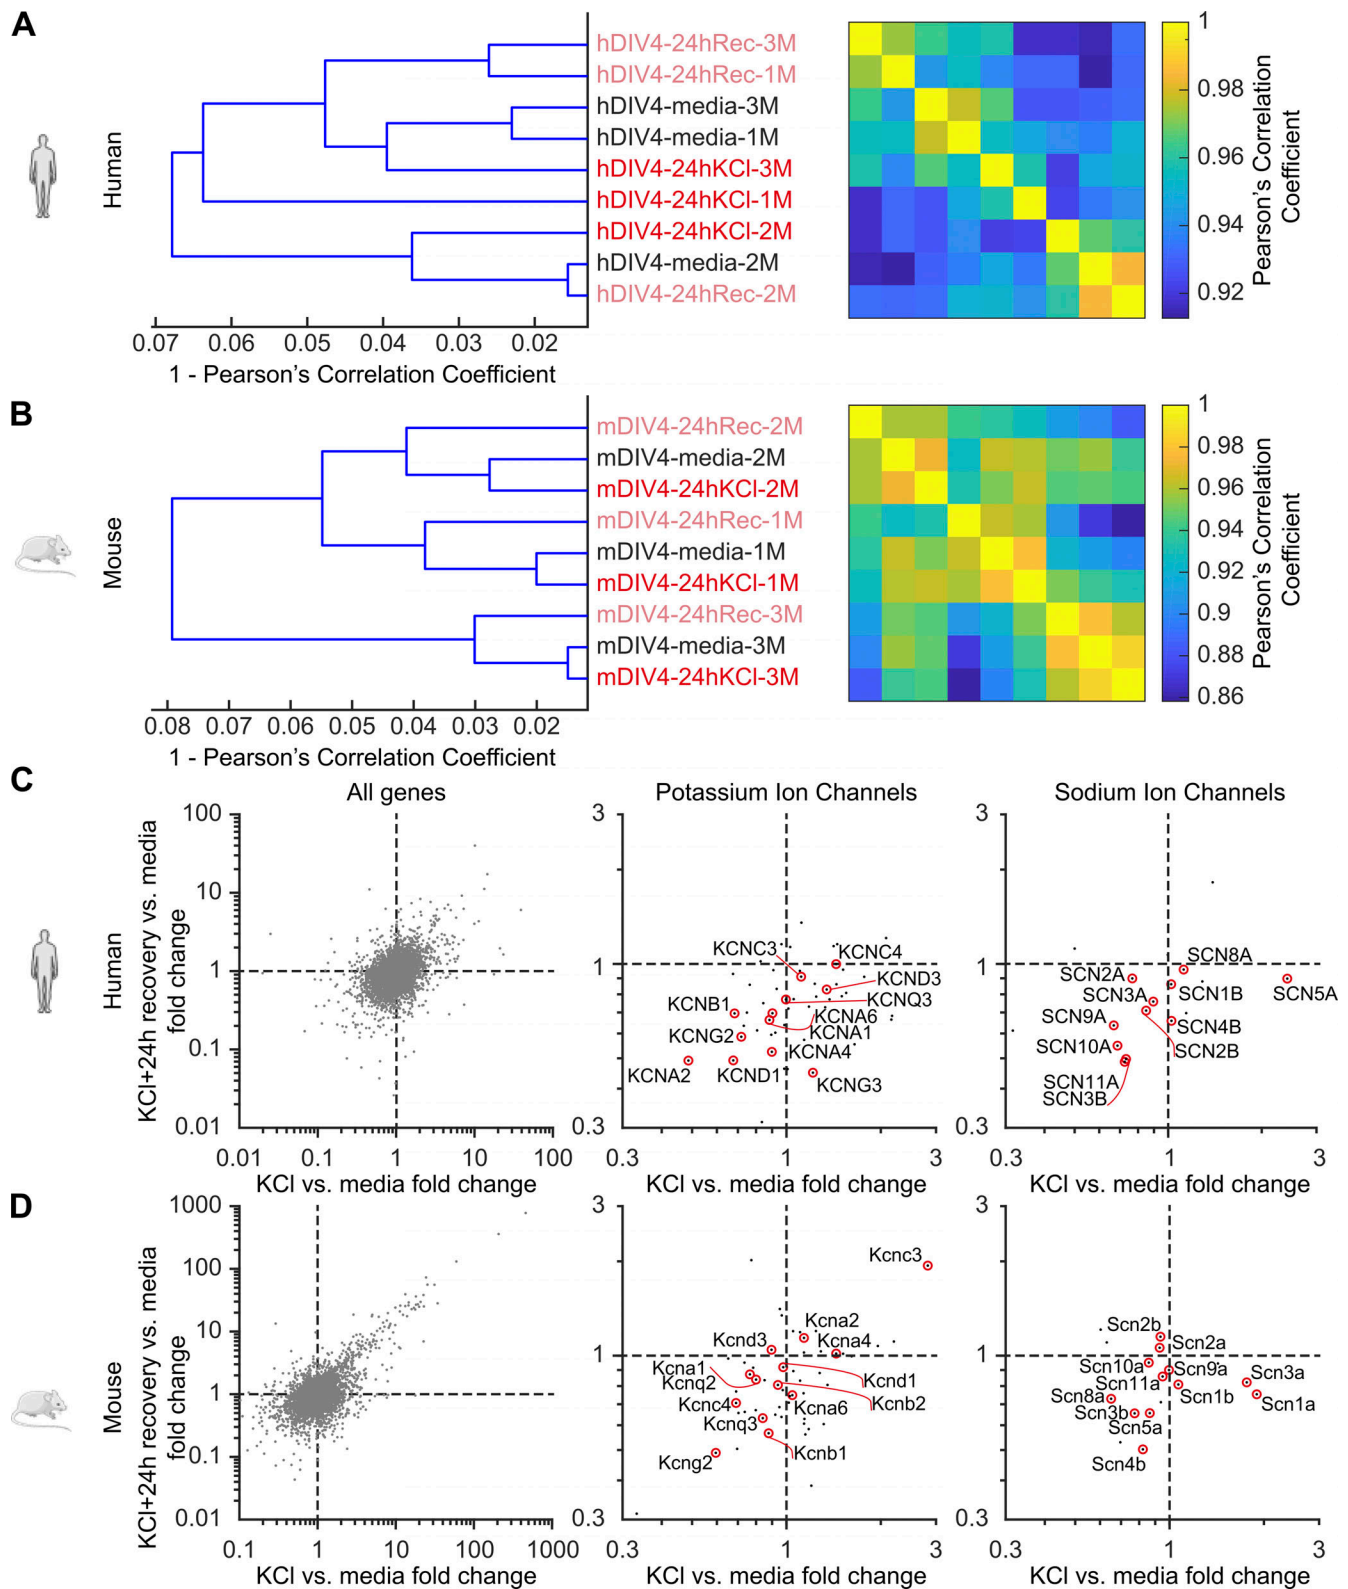 A
Human
hDIV4-24hRec-3M
hDIV4-24hRec-1M
hDIV4-media-3M
hDIV4-media-1M
hDIV4-24hKCl-3M
hDIV4-24hKCl-1M
hDIV4-24hKCl-2M
hDIV4-media-2M
hDIV4-24hRec-2M
0.07 0.06 0.05 0.04 0.03 0.02
1 - Pearson's Correlation Coefficient
1
0.98
0.96
0.94
0.92
Pearson's Correlation
Coefficient
B
Mouse
mDIV4-24hRec-2M
mDIV4-media-2M
mDIV4-24hKCl-2M
mDIV4-24hRec-1M
mDIV4-media-1M
mDIV4-24hKCl-1M
mDIV4-24hRec-3M
mDIV4-media-3M
mDIV4-24hKCl-3M
0.08 0.07 0.06 0.05 0.04 0.03 0.02
1 - Pearson's Correlation Coefficient
1
0.98
0.96
0.94
0.92
0.9
0.88
0.86
Pearson's Correlation
Coefficient
C
Human
All genes
KCl+24h recovery vs. media
fold change
100
10
1
0.1
0.01
0.01 0.1 1 10 100
KCl vs. media fold change
Potassium Ion Channels
3
1
0.3
KCNC3
KCNC4
KCND3
KCNQ3
KCNB1
KCNA6
KCNA1
KCNG2
KCNA4
KCNA2
KCND1
KCNG3
0.3 1 3
KCl vs. media fold change
Sodium Ion Channels
3
1
0.3
SCN8A
SCN2A
SCN5A
SCN3A
SCN1B
SCN9A
SCN4B
SCN10A
SCN2B
SCN11A
SCN3B
0.3 1 3
KCl vs. media fold change
D
Mouse
KCl+24h recovery vs. media
fold change
1000
100
10
1
0.1
0.01
0.1 1 10 100 1000
KCl vs. media fold change
3
1
0.3
Kcnc3
Kcna2
Kcnd3
Kcna4
Kcna1
Kcnd1
Kcnq2
Kcnb2
Kcnc4
Kcna6
Kcnq3
Kcnb1
Kcng2
0.3 1 3
KCl vs. media fold change
3
1
0.3
Scn2b
Scn2a
Scn10a
Scn9a
Scn3a
Scn11a
Scn8a
Scn1b
Scn1a
Scn3b
Scn5a
Scn4b
0.3 1 3
KCl vs. media fold change